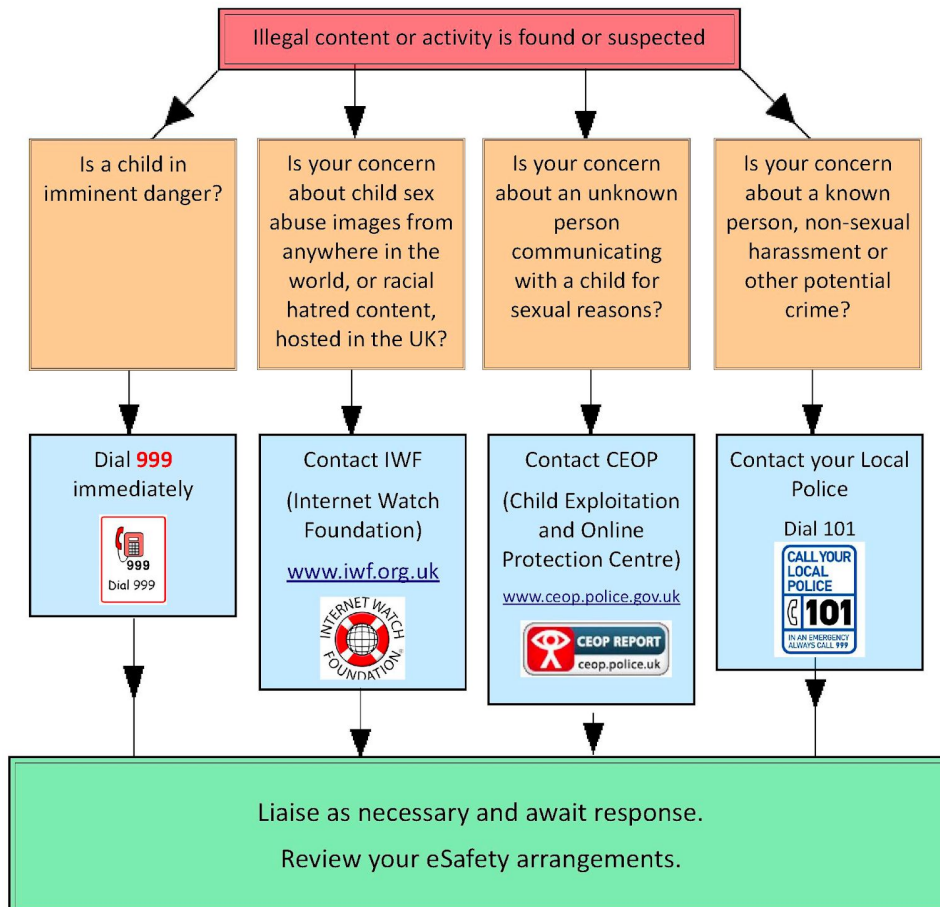 Illegal content or activity is found or suspected
Is a child in
imminent danger?
Is your concern
about child sex
abuse images from
anywhere in the
world, or racial
hatred content,
hosted in the UK?
Is your concern
about an unknown
person
communicating
with a child for
sexual reasons?
Is your concern
about a known
person, non-sexual
harassment or
other potential
crime?
Dial 999
immediately
999
Dial 999
Contact IWF
(Internet Watch
Foundation)
www.iwf.org.uk
INTERNET WATCH
FOUNDATION
Contact CEOP
(Child Exploitation
and Online
Protection Centre)
www.ceop.police.gov.uk
CEOP REPORT
ceop.police.uk
Contact your Local
Police
Dial 101
CALL YOUR
LOCAL
POLICE
101
IN AN EMERGENCY
ALWAYS CALL 999
Liaise as necessary and await response.
Review your eSafety arrangements.